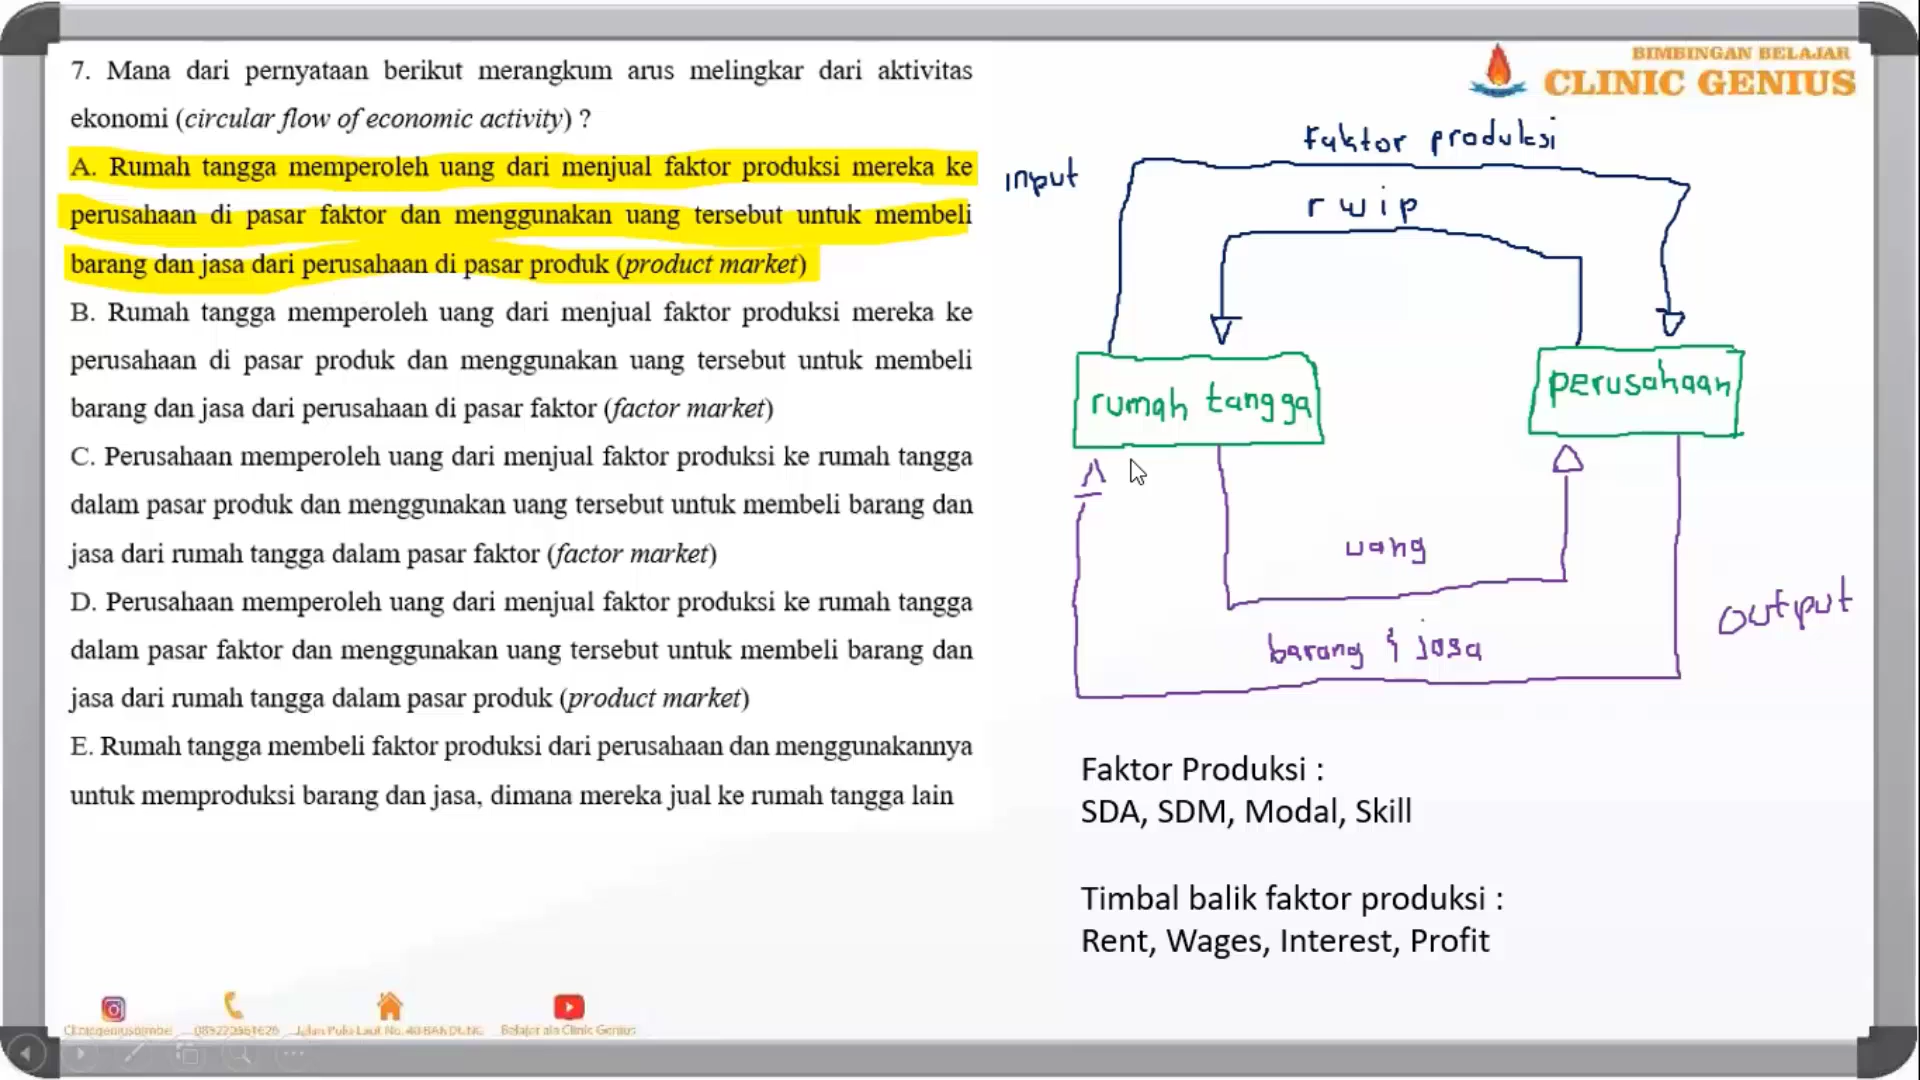 7. Mana dari pernyataan berikut merangkum arus melingkar dari aktivitas
ekonomi (circular flow of economic activity) ?
A. Rumah tangga memperoleh uang dari menjual faktor produksi mereka ke
perusahaan di pasar faktor dan menggunakan uang tersebut untuk membeli
barang dan jasa dari perusahaan di pasar produk (product market)
B. Rumah tangga memperoleh uang dari menjual faktor produksi mereka ke
perusahaan di pasar produk dan menggunakan uang tersebut untuk membeli
barang dan jasa dari perusahaan di pasar faktor (factor market)
C. Perusahaan memperoleh uang dari menjual faktor produksi ke rumah tangga
dalam pasar produk dan menggunakan uang tersebut untuk membeli barang dan
jasa dari rumah tangga dalam pasar faktor (factor market)
D. Perusahaan memperoleh uang dari menjual faktor produksi ke rumah tangga
dalam pasar faktor dan menggunakan uang tersebut untuk membeli barang dan
jasa dari rumah tangga dalam pasar produk (product market)
E. Rumah tangga membeli faktor produksi dari perusahaan dan menggunakannya
untuk memproduksi barang dan jasa, dimana mereka jual ke rumah tangga lain
BIMBINGAN BELAJAR
CLINIC GENIUS
Faktor produksi
input
rwip
rumah tangga
perusahaan
uang
output
barang & jasa
Faktor Produksi :
SDA, SDM, Modal, Skill
Timbal balik faktor produksi :
Rent, Wages, Interest, Profit
Belajar ala Clinic Genius